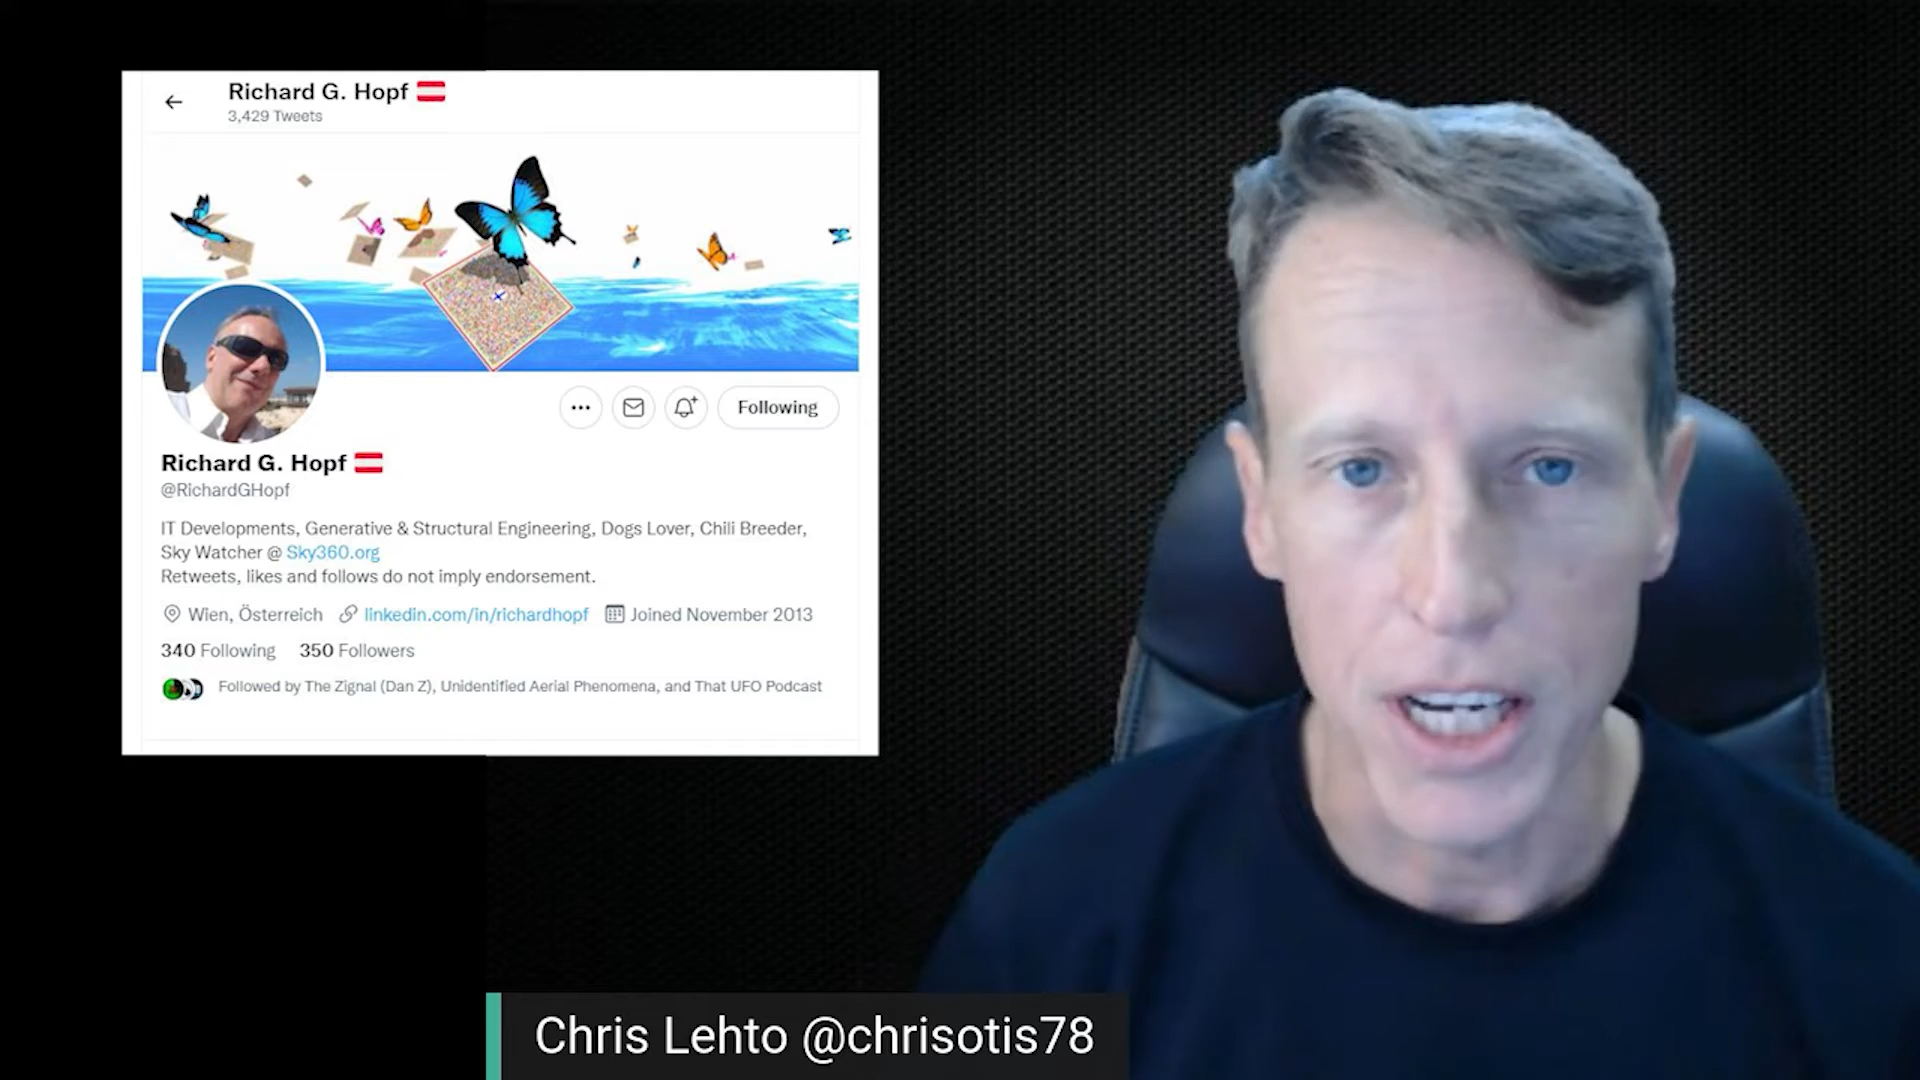 Richard G. Hopf
3,429 Tweets
Following
Richard G. Hopf
@RichardGHopf
IT Developments, Generative & Structural Engineering, Dogs Lover, Chili Breeder,
Sky Watcher @ Sky360.org
Retweets, likes and follows do not imply endorsement.
Wien, Österreich linkedin.com/in/richardhopf Joined November 2013
340 Following 350 Followers
Followed by The Zignal (Dan Z), Unidentified Aerial Phenomena, and That UFO Podcast
Chris Lehto @chrisotis78